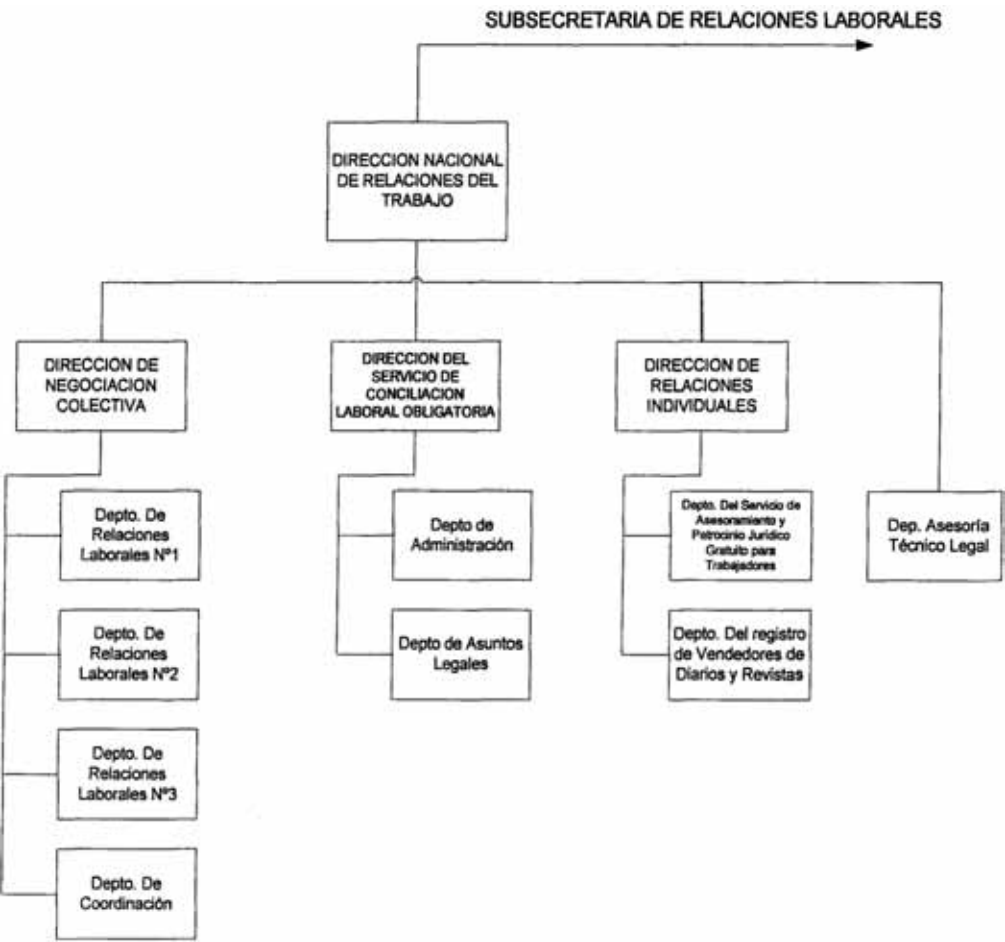 SUBSECRETARIA DE RELACIONES LABORALES
DIRECCION NACIONAL
DE RELACIONES DEL
TRABAJO
DIRECCION DE
NEGOCIACION
COLECTIVA
DIRECCION DEL
SERVICIO DE
CONCILIACION
LABORAL OBLIGATORIA
DIRECCION DE
RELACIONES
INDIVIDUALES
Depto. De
Relaciones
Laborales Nº1
Depto de
Administración
Depto. Del Servicio de
Asesoramiento y
Patrocinio Jurídico
Gratuito para
Trabajadores
Dep. Asesoría
Técnico Legal
Depto. De
Relaciones
Laborales Nº2
Depto de Asuntos
Legales
Depto. Del registro
de Vendedores de
Diarios y Revistas
Depto. De
Relaciones
Laborales Nº3
Depto. De
Coordinación